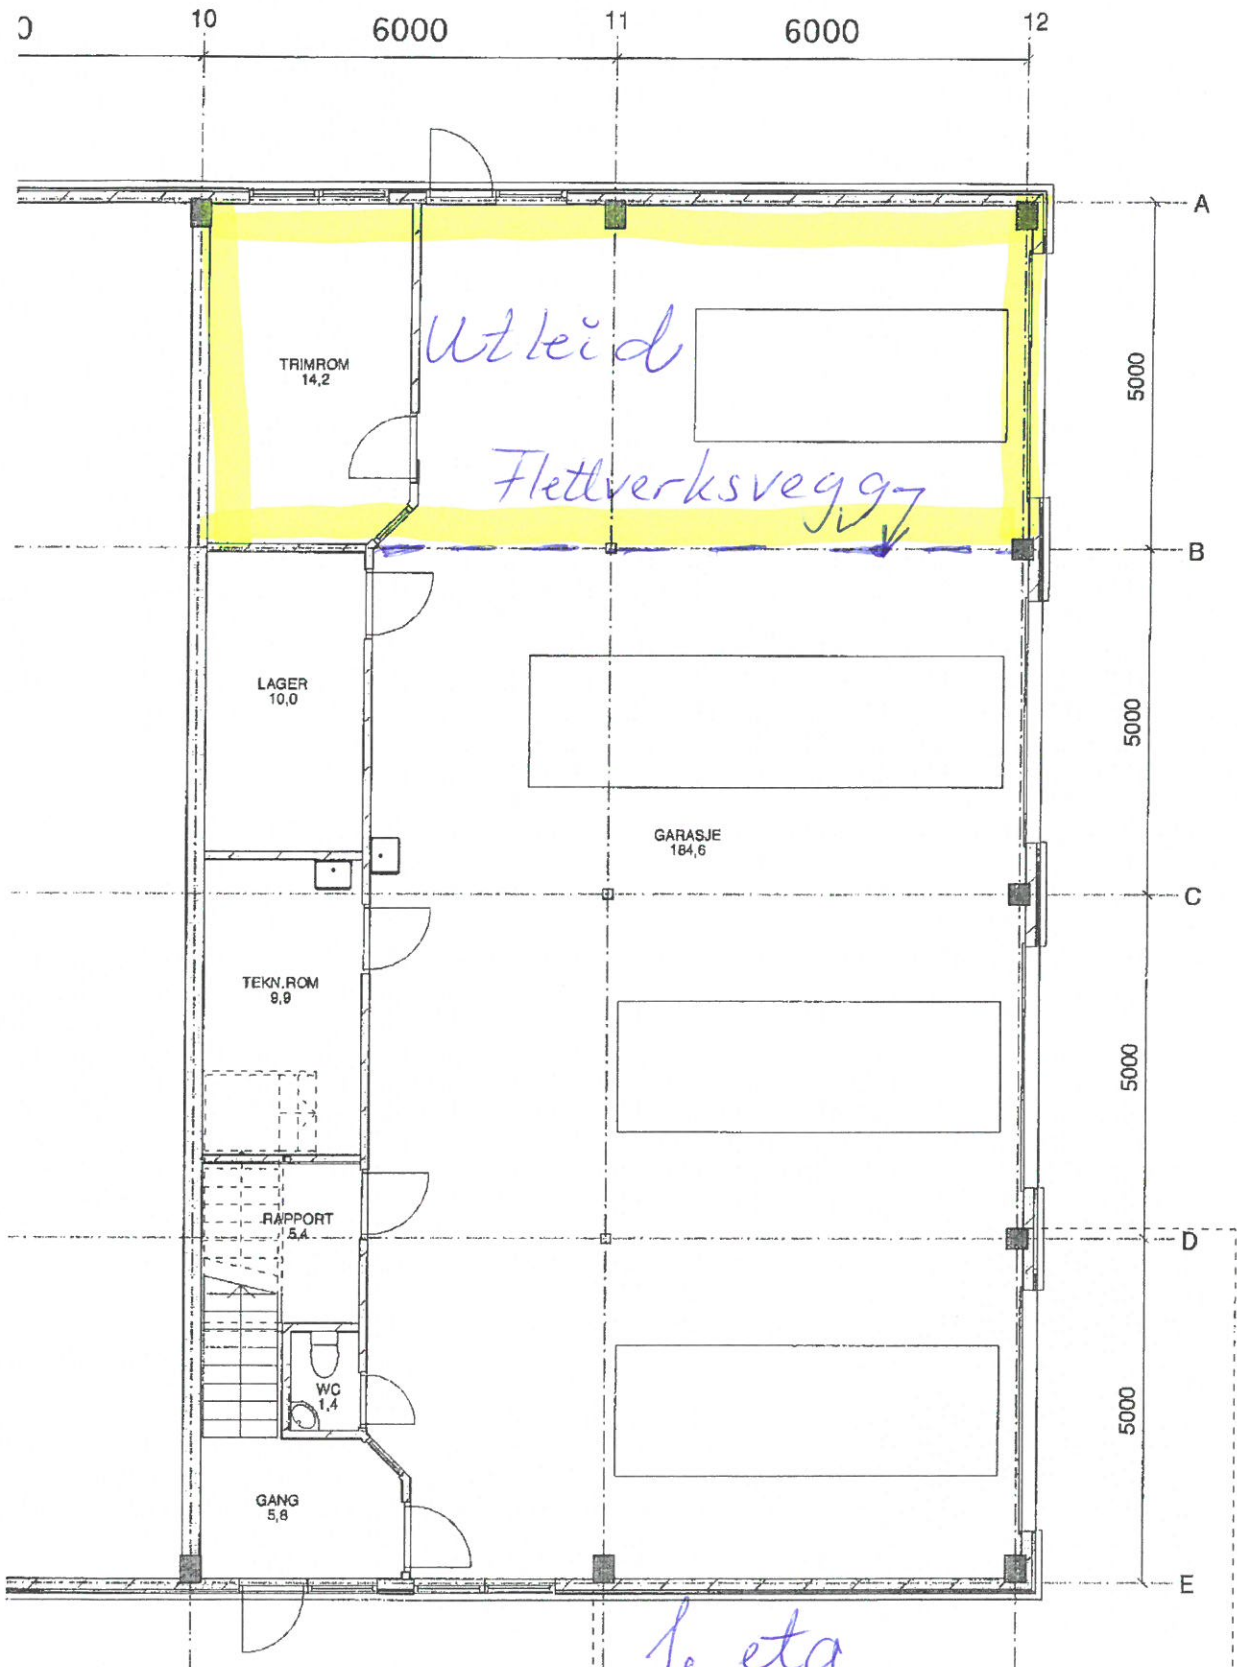 10 11 12
6000 6000
A
Utleid
TRIMROM
14,2
5000
Flettverksvegg
B
LAGER
10,0
5000
GARASJE
184,6
C
TEKN.ROM
9,9
5000
RAPPORT
5,4
D
WC
1,4
5000
GANG
5,8
E
1. eta